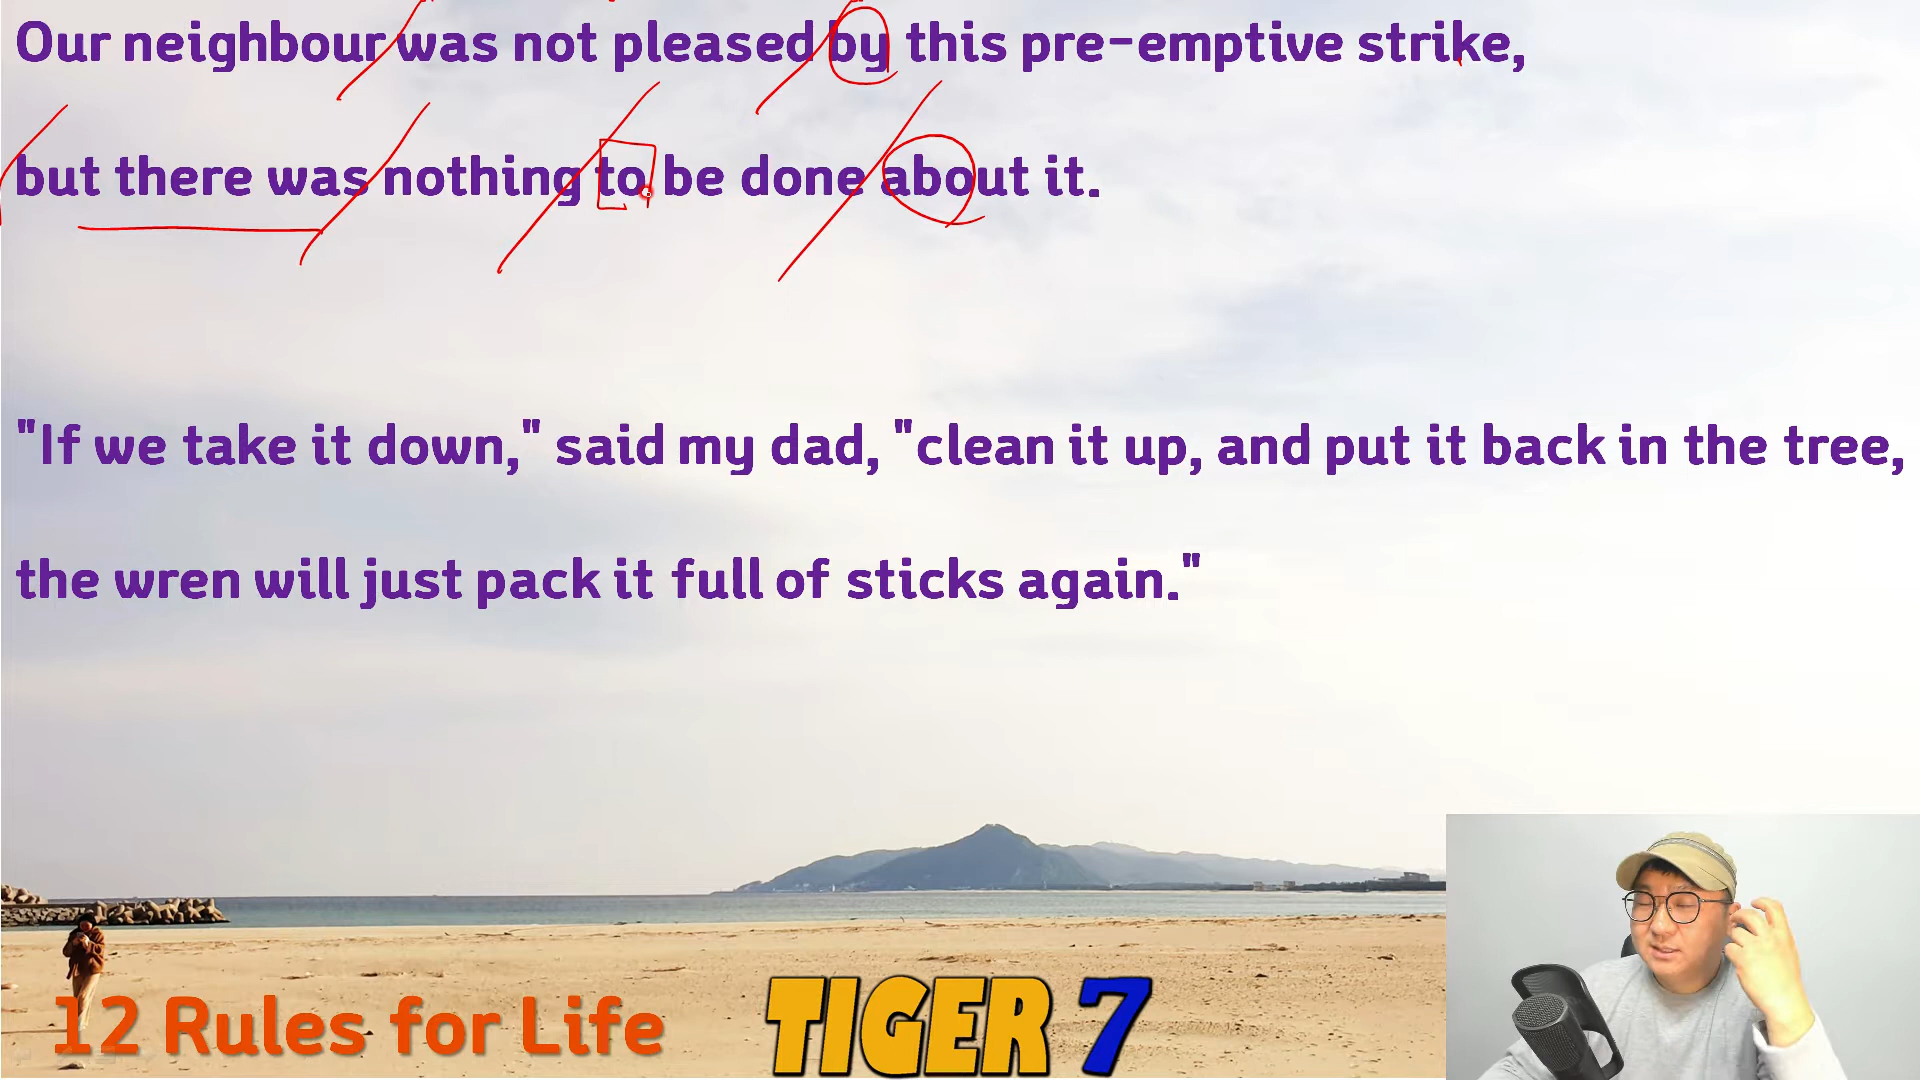 Our neighbour was not pleased by this pre-emptive strike,
but there was nothing to be done about it.
"If we take it down," said my dad, "clean it up, and put it back in the tree,
the wren will just pack it full of sticks again."
12 Rules for Life
TIGER 7